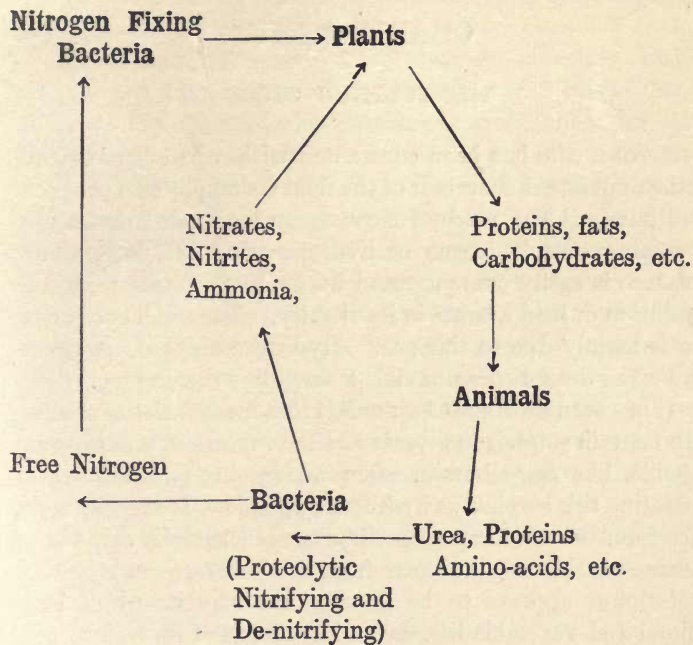 Nitrogen Fixing
Bacteria
Plants
Nitrates,
Nitrites,
Ammonia,
Proteins, fats,
Carbohydrates, etc.
Animals
Free Nitrogen
Bacteria
(Proteolytic
Nitrifying and
De-nitrifying)
Urea, Proteins
Amino-acids, etc.